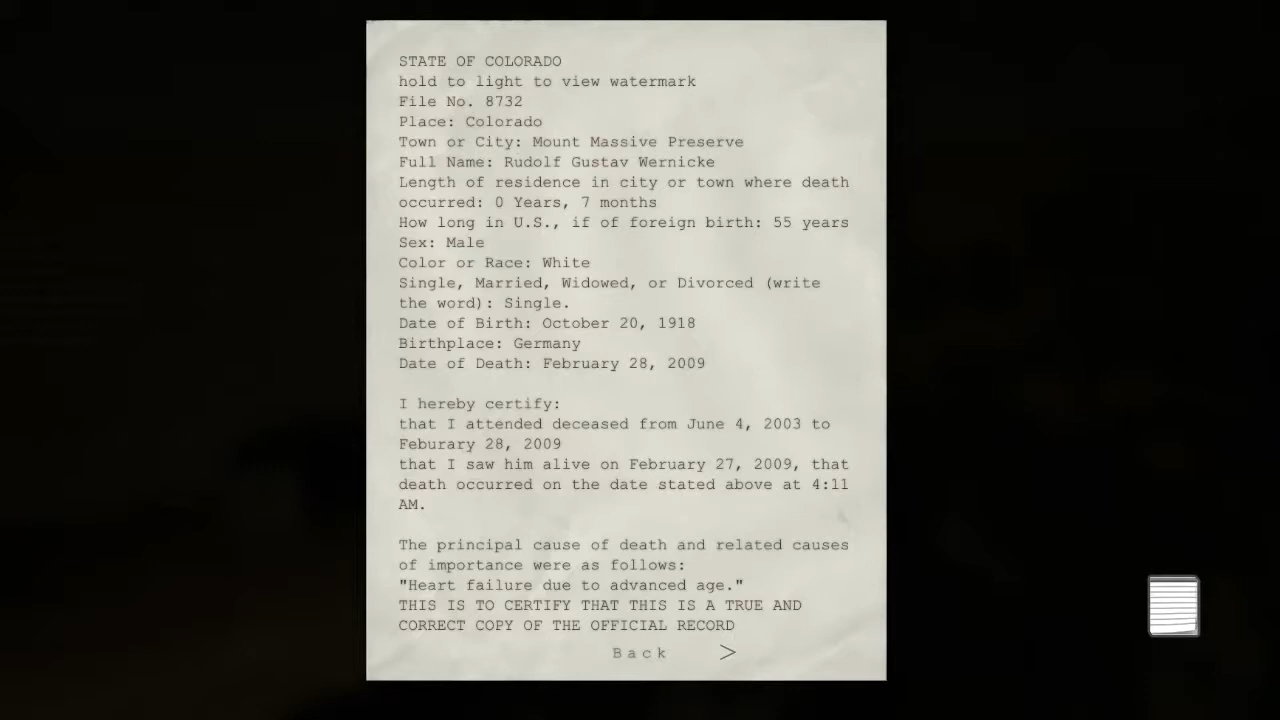 STATE OF COLORADO
hold to light to view watermark
File No. 8732
Place: Colorado
Town or City: Mount Massive Preserve
Full Name: Rudolf Gustav Wernicke
Length of residence in city or town where death
occurred: 0 Years, 7 months
How long in U.S., if of foreign birth: 55 years
Sex: Male
Color or Race: White
Single, Married, Widowed, or Divorced (write
the word): Single.
Date of Birth: October 20, 1918
Birthplace: Germany
Date of Death: February 28, 2009

I hereby certify:
that I attended deceased from June 4, 2003 to
Feburary 28, 2009
that I saw him alive on February 27, 2009, that
death occurred on the date stated above at 4:11
AM.

The principal cause of death and related causes
of importance were as follows:
"Heart failure due to advanced age."
THIS IS TO CERTIFY THAT THIS IS A TRUE AND
CORRECT COPY OF THE OFFICIAL RECORD
Back >